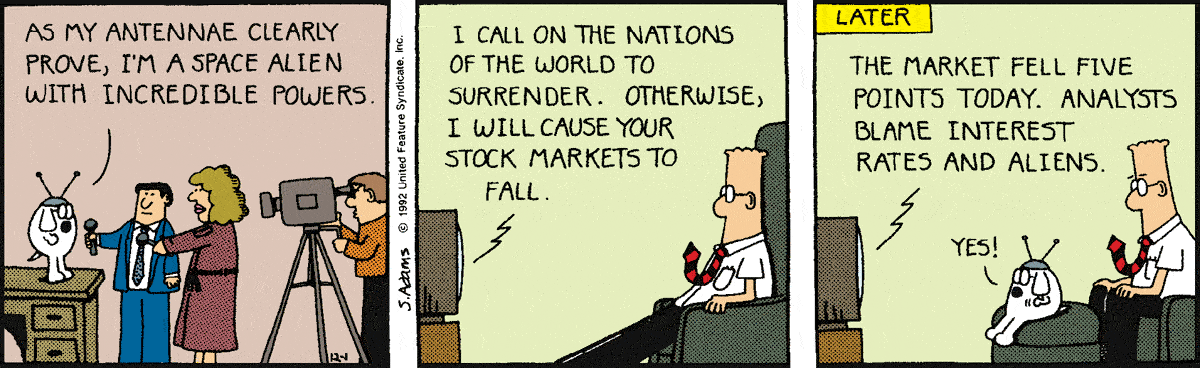 AS MY ANTENNAE CLEARLY
PROVE, I'M A SPACE ALIEN
WITH INCREDIBLE POWERS.
12-1
© 1992 United Feature Syndicate, Inc.
S.Adams
I CALL ON THE NATIONS
OF THE WORLD TO
SURRENDER. OTHERWISE,
I WILL CAUSE YOUR
STOCK MARKETS TO
FALL.
LATER
THE MARKET FELL FIVE
POINTS TODAY. ANALYSTS
BLAME INTEREST
RATES AND ALIENS.
YES!